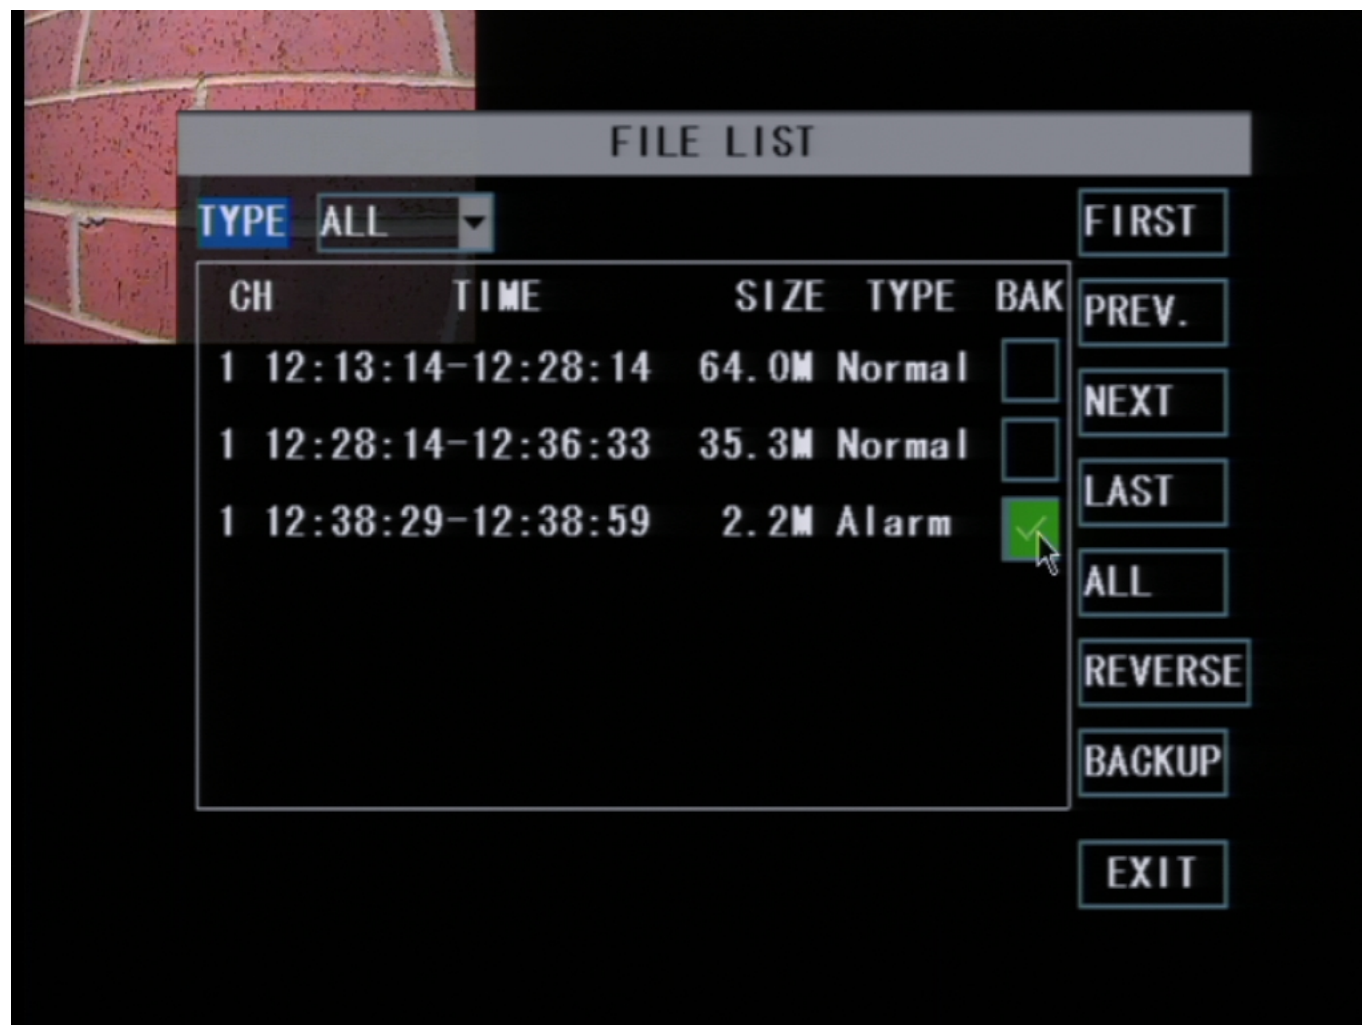 FILE LIST
TYPE ALL
FIRST
CH TIME SIZE TYPE BAK
PREV.
1 12:13:14-12:28:14 64.0M Normal
NEXT
1 12:28:14-12:36:33 35.3M Normal
LAST
1 12:38:29-12:38:59 2.2M Alarm
ALL
REVERSE
BACKUP
EXIT